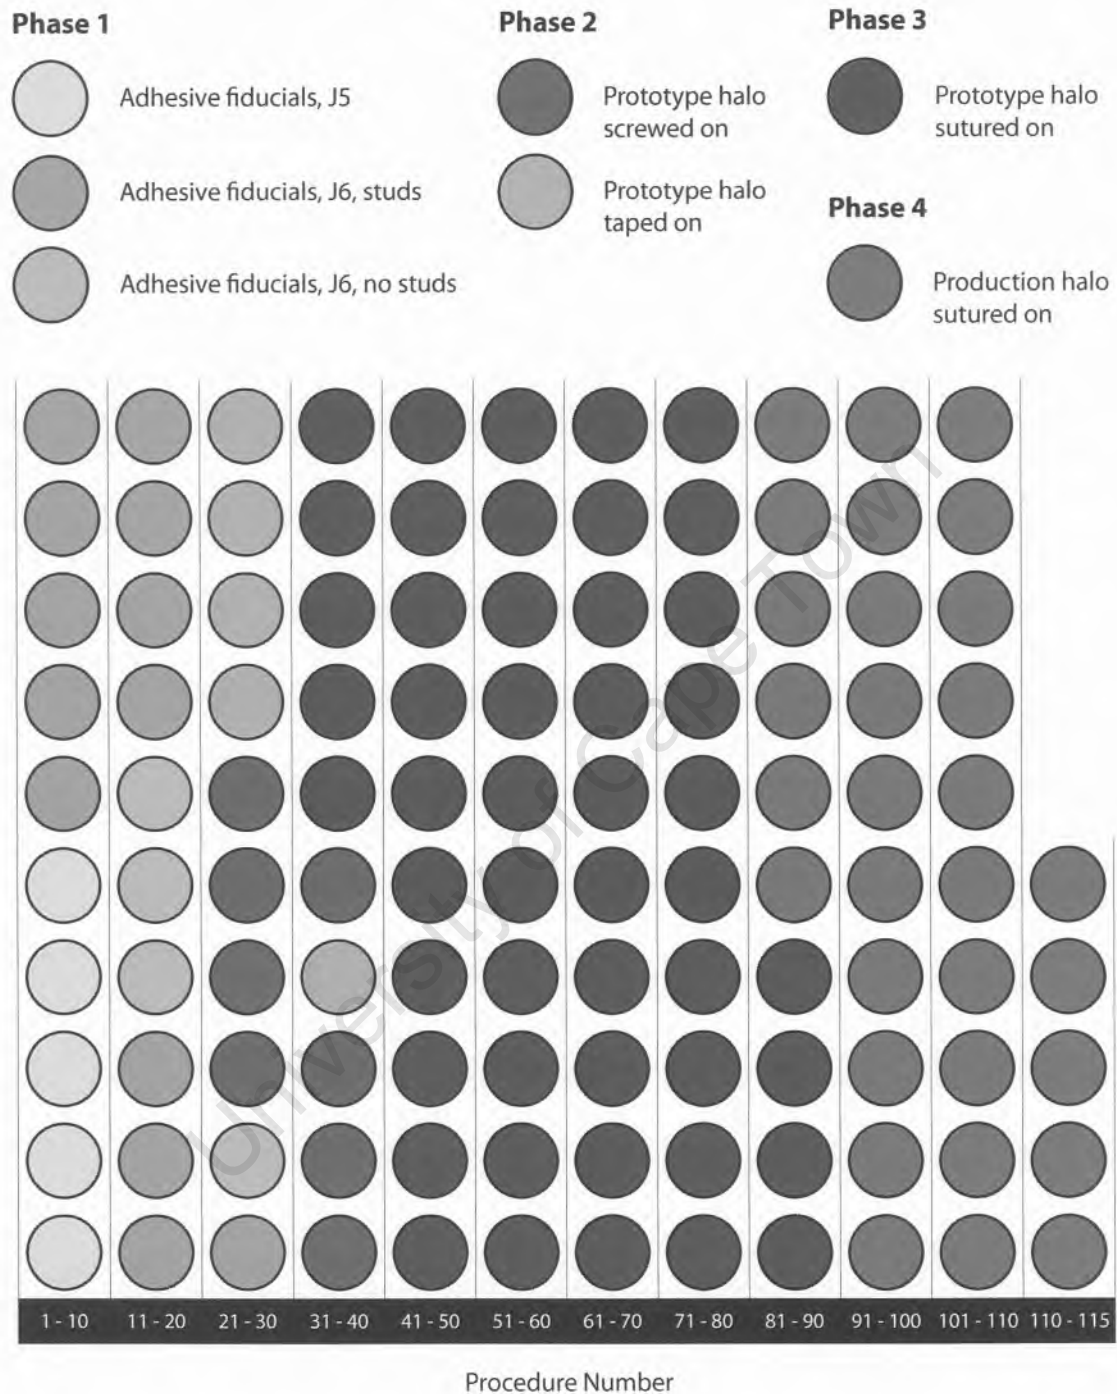 Phase 1
Adhesive fiducials, J5
Adhesive fiducials, J6, studs
Adhesive fiducials, J6, no studs
Phase 2
Prototype halo
screwed on
Prototype halo
taped on
Phase 3
Prototype halo
sutured on
Phase 4
Production halo
sutured on
University of Cape Town
1 - 10 11 - 20 21 - 30 31 - 40 41 - 50 51 - 60 61 - 70 71 - 80 81 - 90 91 - 100 101 - 110 110 - 115
Procedure Number